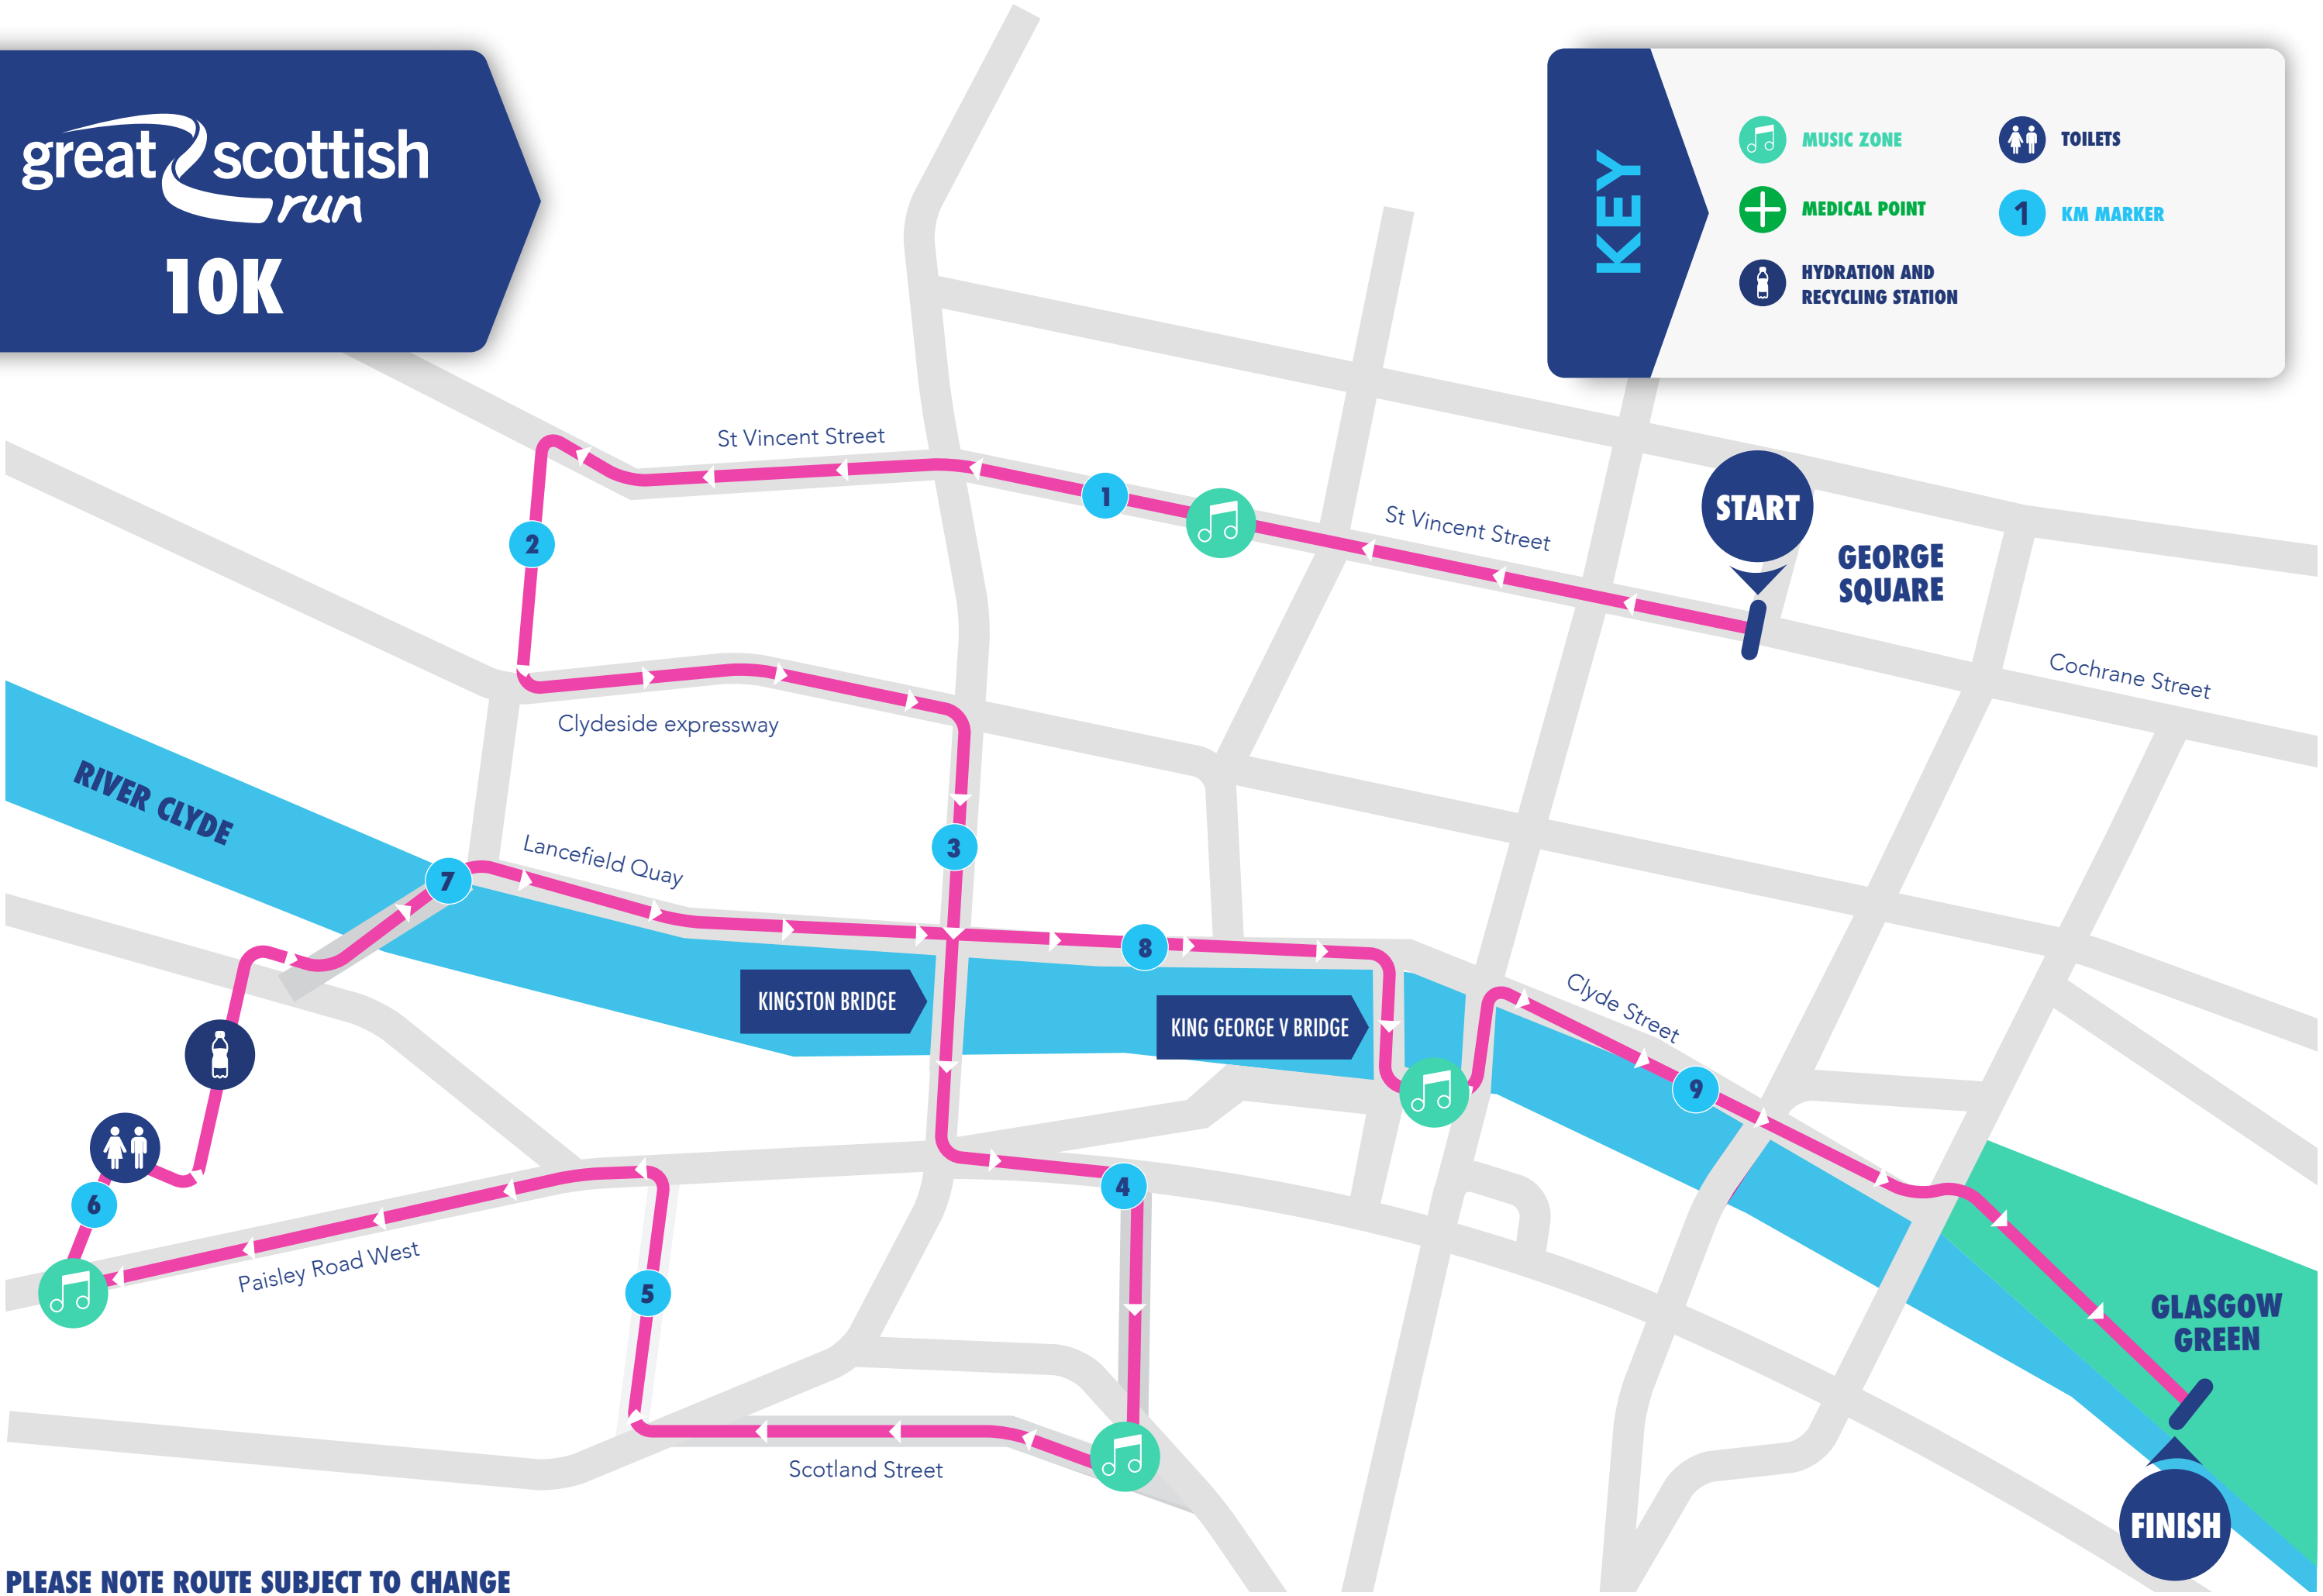 great scottish
run
10K
KEY
MUSIC ZONE
TOILETS
MEDICAL POINT
1
KM MARKER
HYDRATION AND
RECYCLING STATION
St Vincent Street
1
St Vincent Street
START
GEORGE
SQUARE
2
Cochrane Street
Clydeside expressway
RIVER CLYDE
3
Lancefield Quay
7
8
KINGSTON BRIDGE
KING GEORGE V BRIDGE
Clyde Street
9
6
4
Paisley Road West
5
GLASGOW
GREEN
Scotland Street
FINISH
PLEASE NOTE ROUTE SUBJECT TO CHANGE